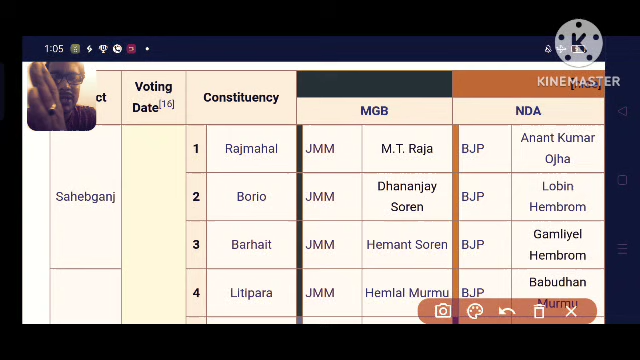 1:05
KINEMASTER
ct
Voting Date[16]
Constituency
MGB
NDA
Sahebganj
1 Rajmahal JMM M.T. Raja BJP Anant Kumar Ojha
2 Borio JMM Dhananjay Soren BJP Lobin Hembrom
3 Barhait JMM Hemant Soren BJP Gamliyel Hembrom
4 Litipara JMM Hemlal Murmu BJP Babudhan Murmu